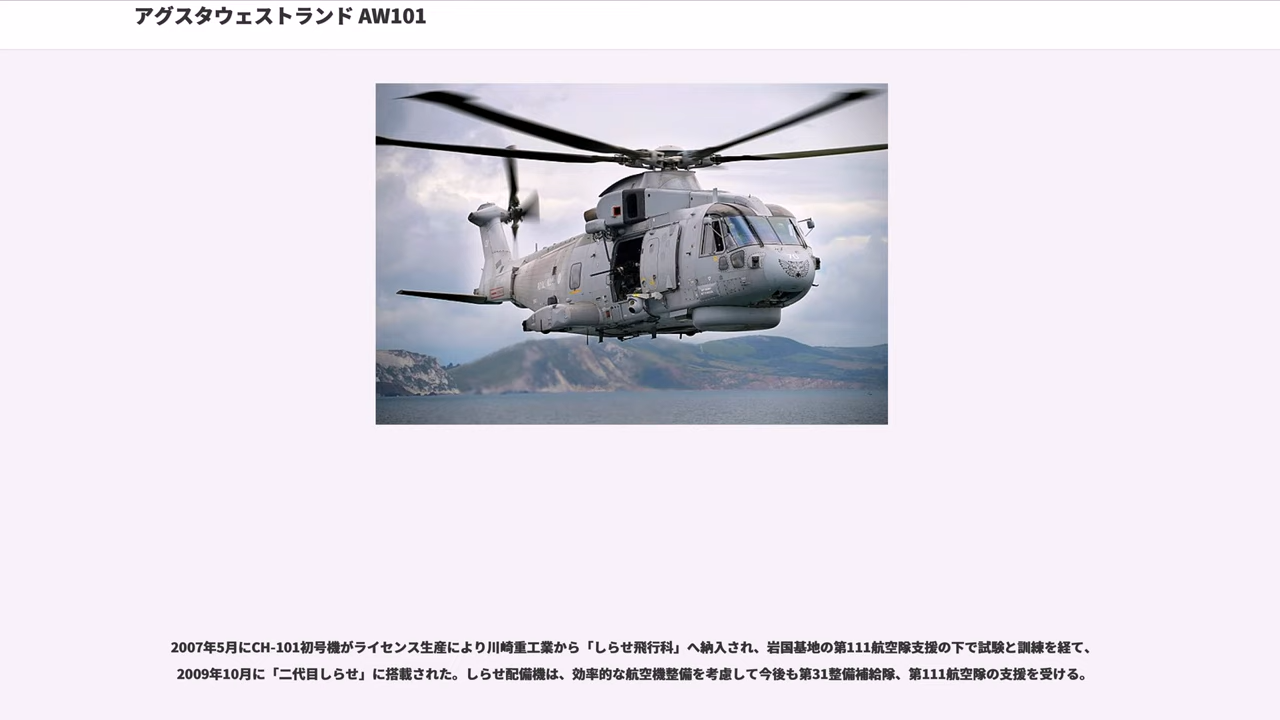 アグスタウェストランド AW101
2007年5月にCH-101初号機がライセンス生産により川崎重工業から「しらせ飛行科」へ納入され、岩国基地の第111航空隊支援の下で試験と訓練を経て、
2009年10月に「二代目しらせ」に搭載された。しらせ配備機は、効率的な航空機整備を考慮して今後も第31整備補給隊、第111航空隊の支援を受ける。